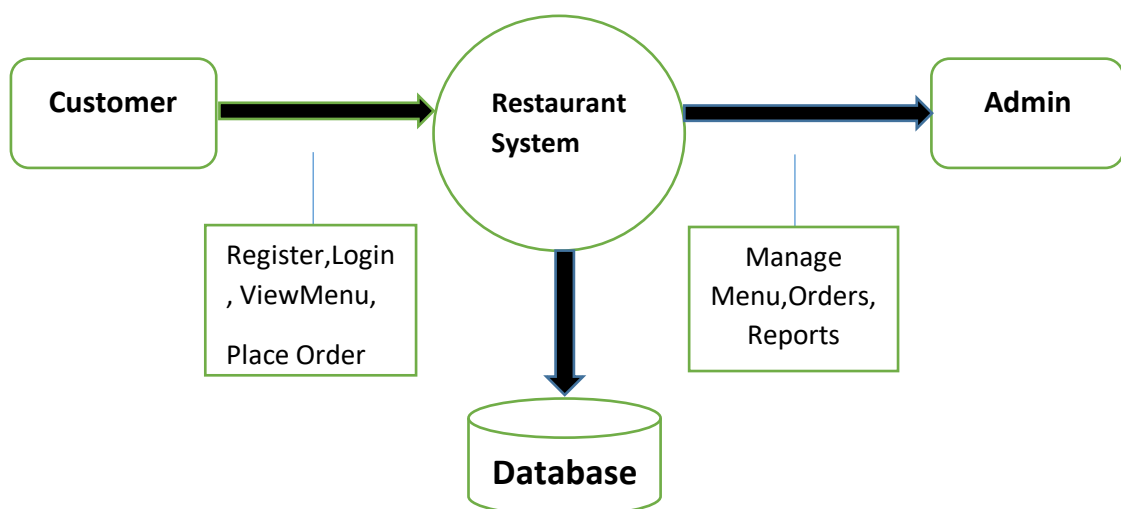 Customer
Restaurant
System
Admin
Register,Login
, ViewMenu,
Place Order
Manage
Menu,Orders,
Reports
Database